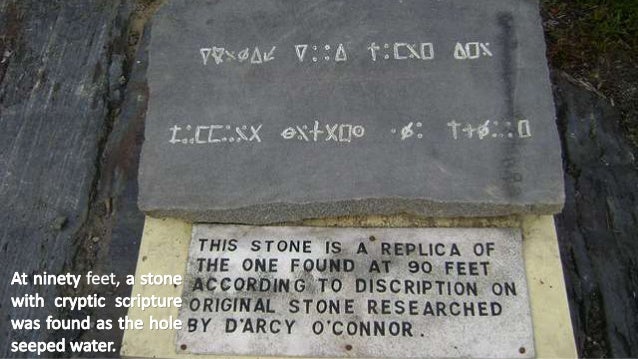 THIS STONE IS A REPLICA OF
THE ONE FOUND AT 90 FEET
ACCORDING TO DISCRIPTION ON
ORIGINAL STONE RESEARCHED
BY D'ARCY O'CONNOR.
At ninety feet, a stone
with cryptic scripture
was found as the hole
seeped water.